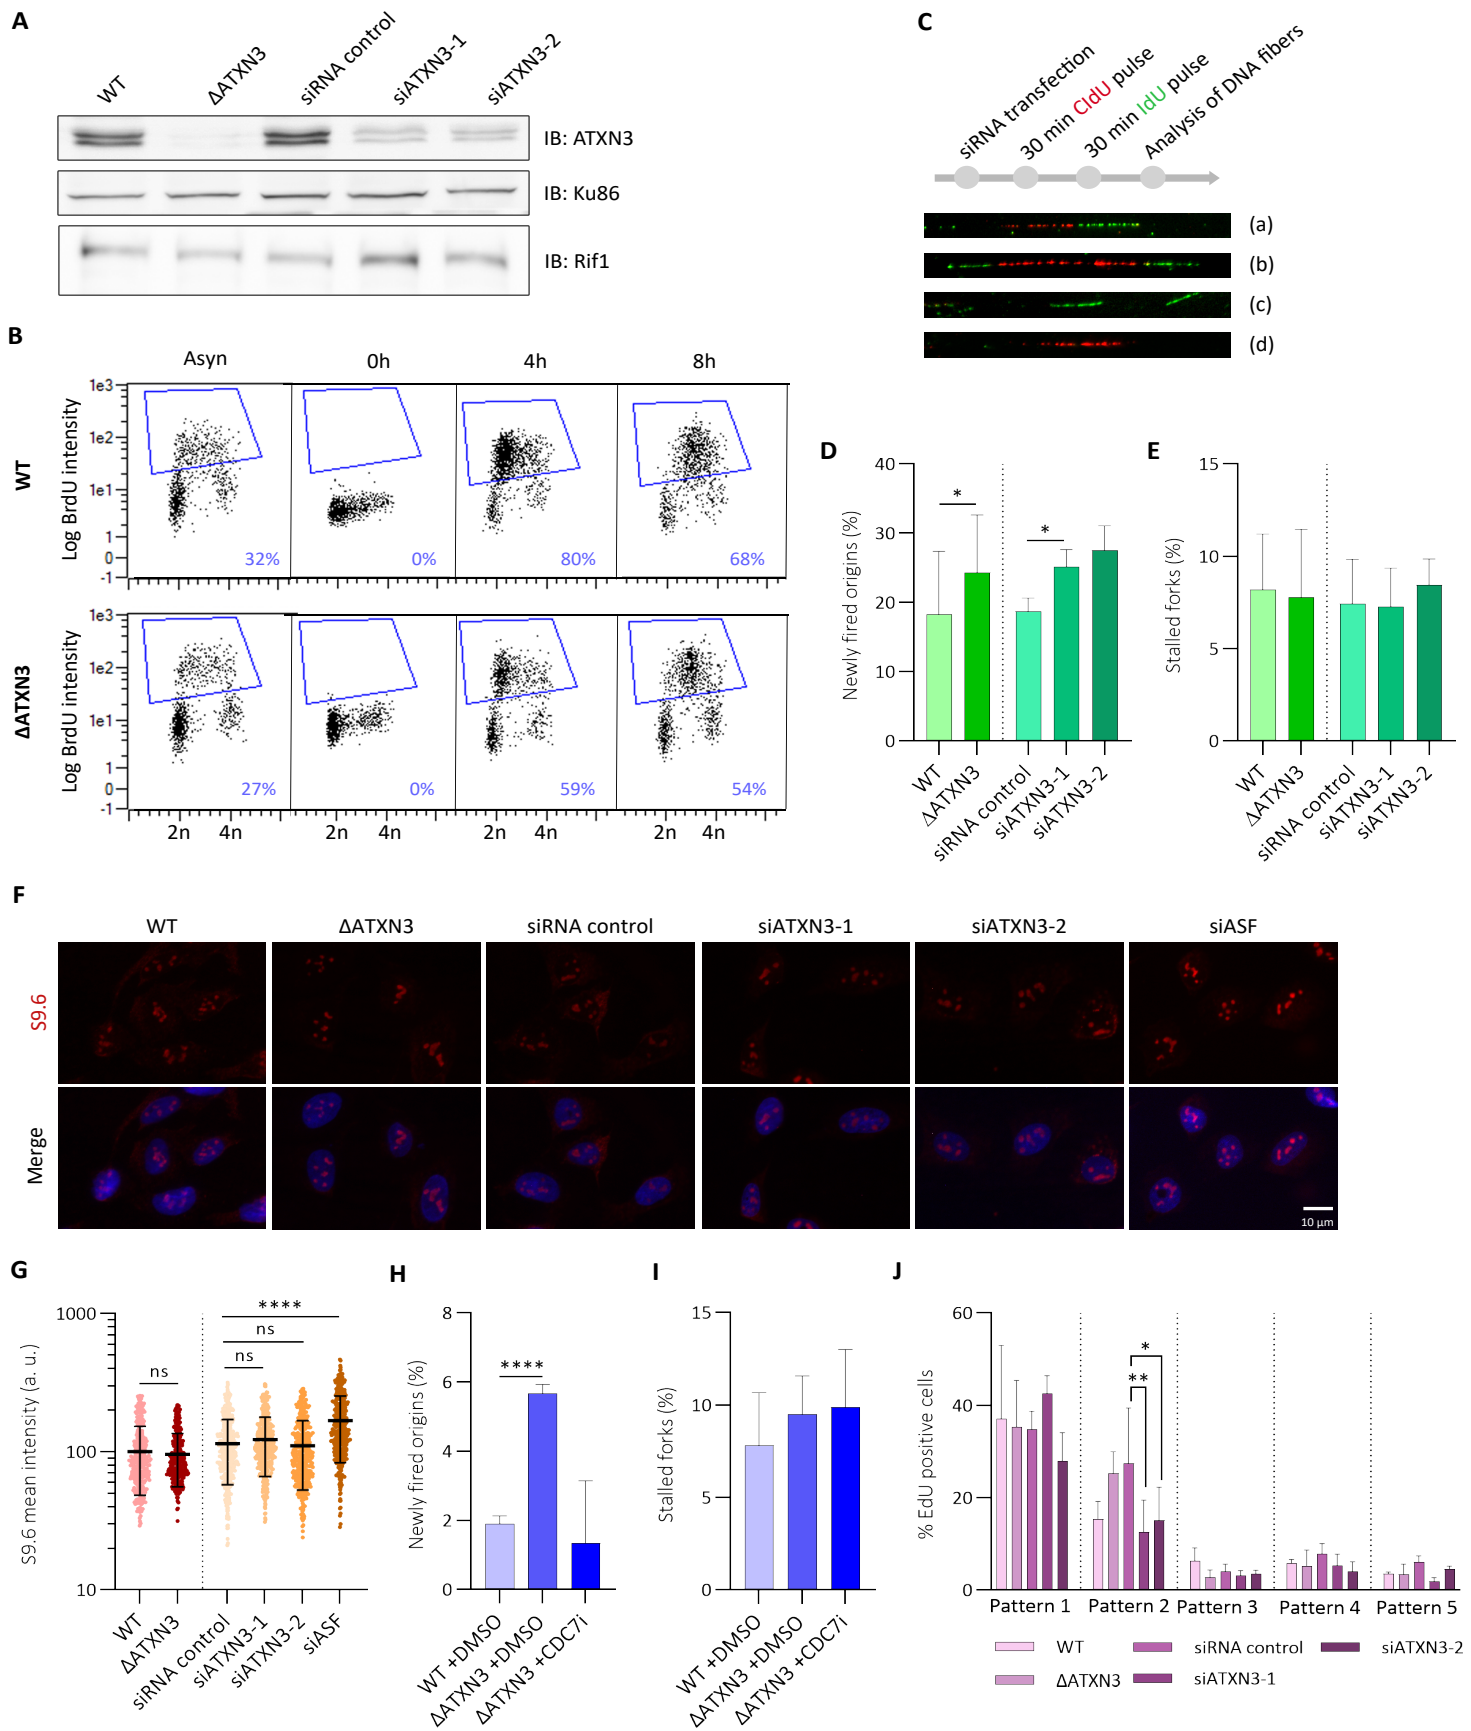 A
WT
ΔATXN3
siRNA control
siATXN3-1
siATXN3-2
IB: ATXN3
IB: Ku86
IB: Rif1
C
siRNA transfection
30 min CldU pulse
30 min IdU pulse
Analysis of DNA fibers
(a)
(b)
(c)
(d)
B
Asyn
0h
4h
8h
WT
Log BrdU intensity
1e3
1e2
1e1
1
0
-1
32%
0%
80%
68%
ΔATXN3
Log BrdU intensity
1e3
1e2
1e1
1
0
-1
27%
0%
59%
54%
2n
4n
2n
4n
2n
4n
D
Newly fired origins (%)
40
30
20
10
0
*
*
WT
ΔATXN3
siRNA control
siATXN3-1
siATXN3-2
E
Stalled forks (%)
15
10
5
0
WT
ΔATXN3
siRNA control
siATXN3-1
siATXN3-2
F
WT
ΔATXN3
siRNA control
siATXN3-1
siATXN3-2
siASF
S9.6
Merge
10 µm
G
S9.6 mean intensity (a. u.)
1000
100
10
ns
****
ns
ns
WT
ΔATXN3
siRNA control
siATXN3-1
siATXN3-2
siASF
H
Newly fired origins (%)
8
6
4
2
0
****
WT +DMSO
ΔATXN3 +DMSO
ΔATXN3 +CDC7i
I
Stalled forks (%)
15
10
5
0
WT +DMSO
ΔATXN3 +DMSO
ΔATXN3 +CDC7i
J
% EdU positive cells
60
40
20
0
*
**
Pattern 1
Pattern 2
Pattern 3
Pattern 4
Pattern 5
WT
siRNA control
siATXN3-2
ΔATXN3
siATXN3-1